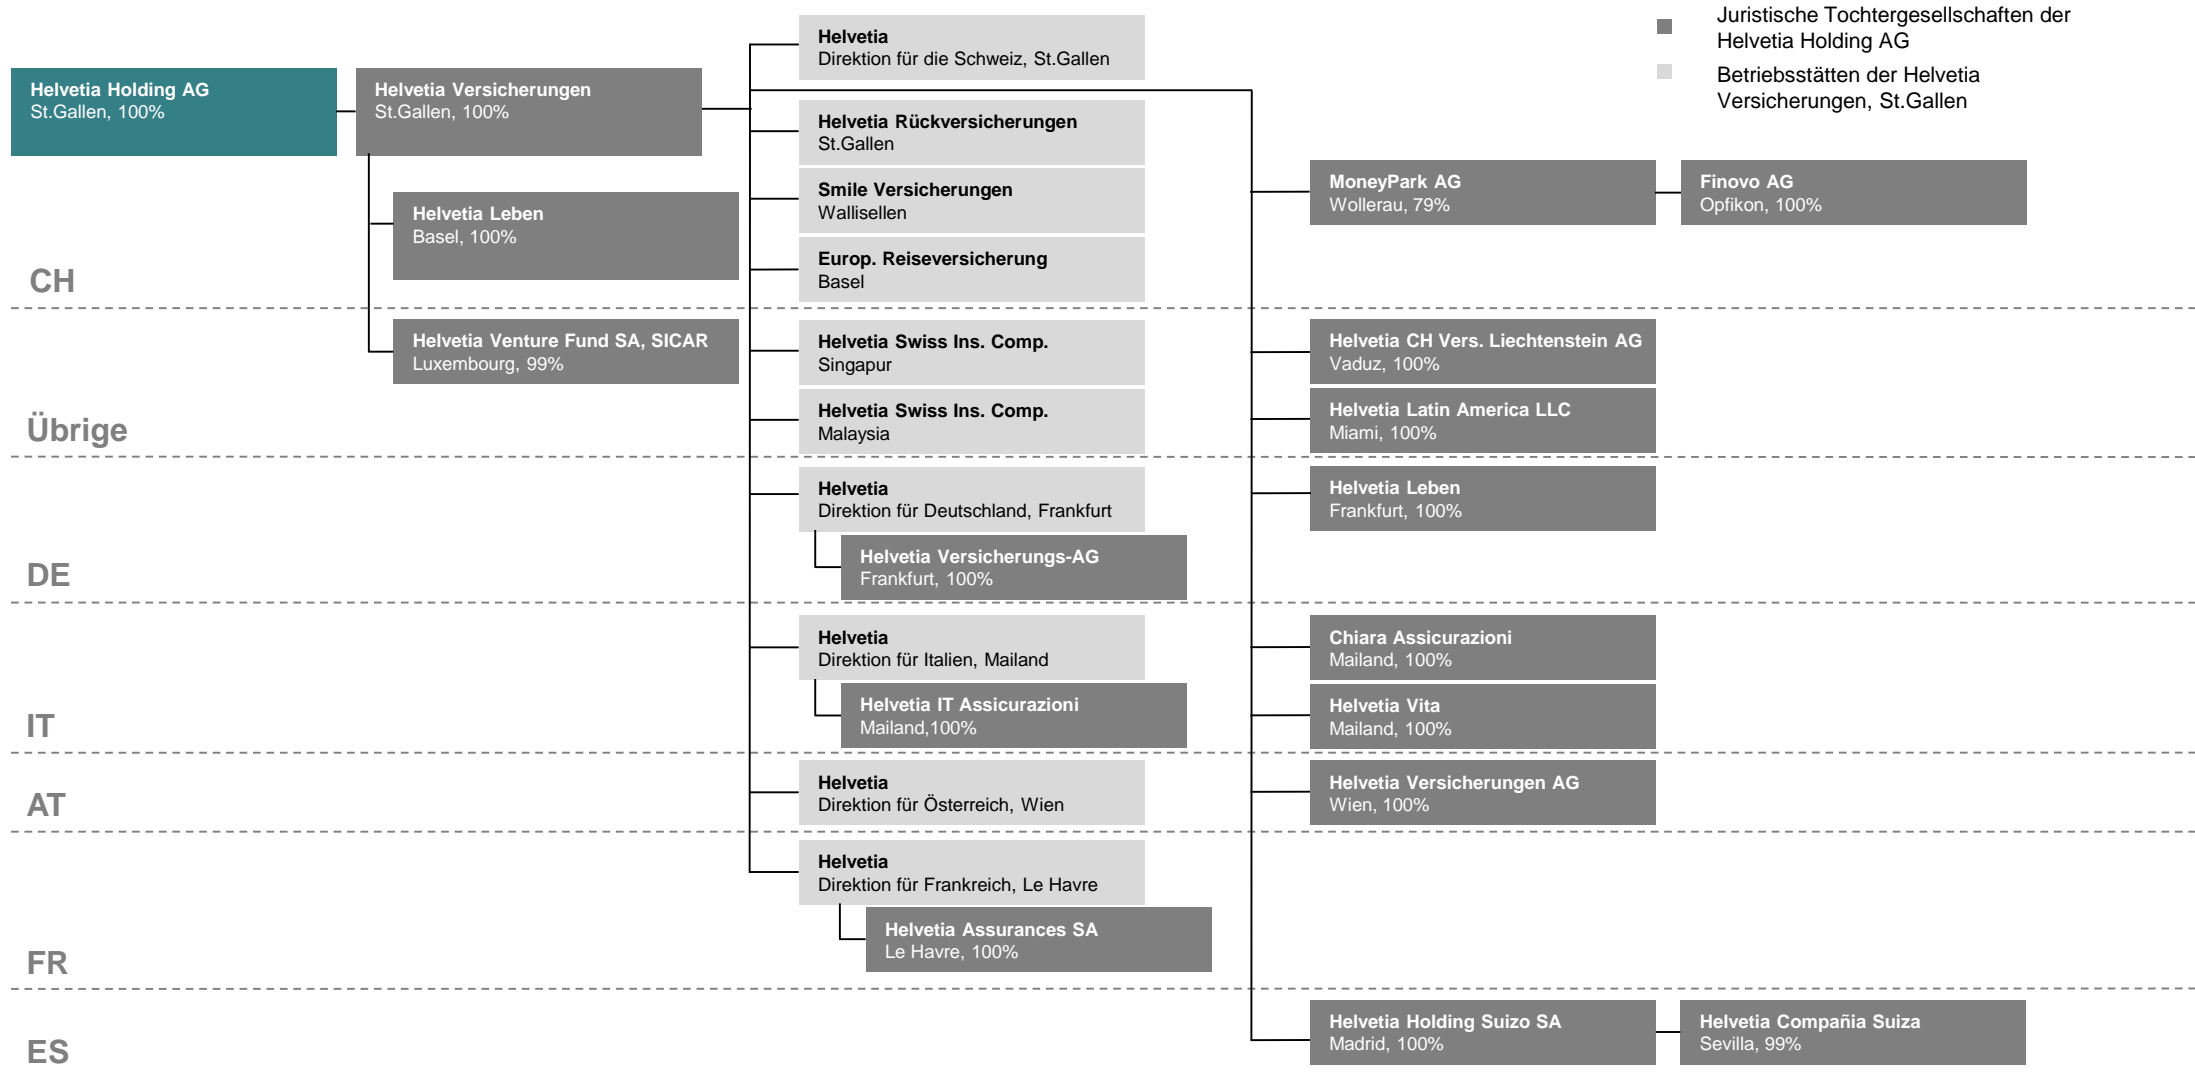 Juristische Tochtergesellschaften der
Helvetia Holding AG
Betriebsstätten der Helvetia
Versicherungen, St.Gallen
Helvetia Holding AG
St.Gallen, 100%
Helvetia Versicherungen
St.Gallen, 100%
Helvetia
Direktion für die Schweiz, St.Gallen
Helvetia Rückversicherungen
St.Gallen
Smile Versicherungen
Wallisellen
Europ. Reiseversicherung
Basel
MoneyPark AG
Wollerau, 79%
Finovo AG
Opfikon, 100%
Helvetia Leben
Basel, 100%
CH
Helvetia Venture Fund SA, SICAR
Luxembourg, 99%
Helvetia Swiss Ins. Comp.
Singapur
Helvetia CH Vers. Liechtenstein AG
Vaduz, 100%
Helvetia Swiss Ins. Comp.
Malaysia
Helvetia Latin America LLC
Miami, 100%
Übrige
Helvetia
Direktion für Deutschland, Frankfurt
Helvetia Leben
Frankfurt, 100%
Helvetia Versicherungs-AG
Frankfurt, 100%
DE
Helvetia
Direktion für Italien, Mailand
Chiara Assicurazioni
Mailand, 100%
Helvetia IT Assicurazioni
Mailand,100%
Helvetia Vita
Mailand, 100%
IT
Helvetia
Direktion für Österreich, Wien
Helvetia Versicherungen AG
Wien, 100%
AT
Helvetia
Direktion für Frankreich, Le Havre
Helvetia Assurances SA
Le Havre, 100%
FR
Helvetia Holding Suizo SA
Madrid, 100%
Helvetia Compañia Suiza
Sevilla, 99%
ES